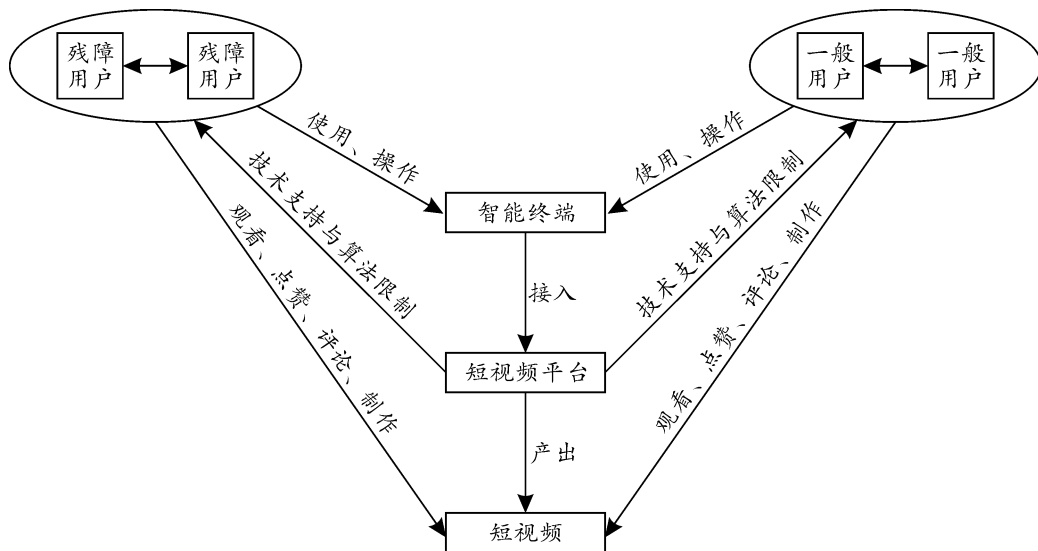 残障
用户
残障
用户
一般
用户
一般
用户
使用、操作
使用、操作
技术支持与算法限制
技术支持与算法限制
观看、点赞、评论、制作
观看、点赞、评论、制作
智能终端
接入
短视频平台
产出
短视频